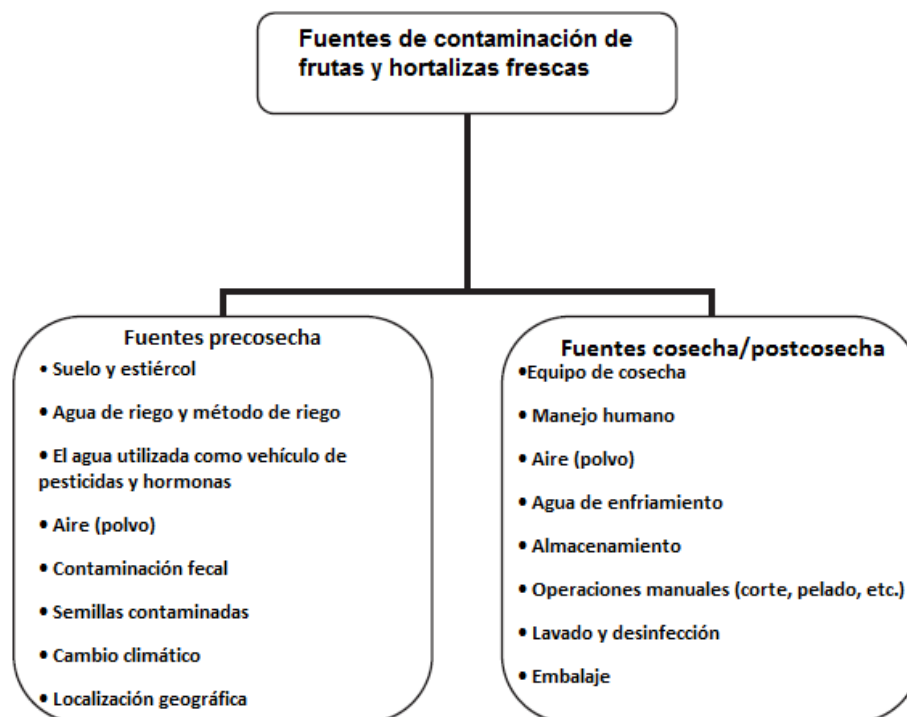 Fuentes de contaminación de
frutas y hortalizas frescas
Fuentes precosecha
• Suelo y estiércol
• Agua de riego y método de riego
• El agua utilizada como vehículo de
pesticidas y hormonas
• Aire (polvo)
• Contaminación fecal
• Semillas contaminadas
• Cambio climático
• Localización geográfica
Fuentes cosecha/postcosecha
•Equipo de cosecha
• Manejo humano
• Aire (polvo)
• Agua de enfriamiento
• Almacenamiento
• Operaciones manuales (corte, pelado, etc.)
• Lavado y desinfección
• Embalaje